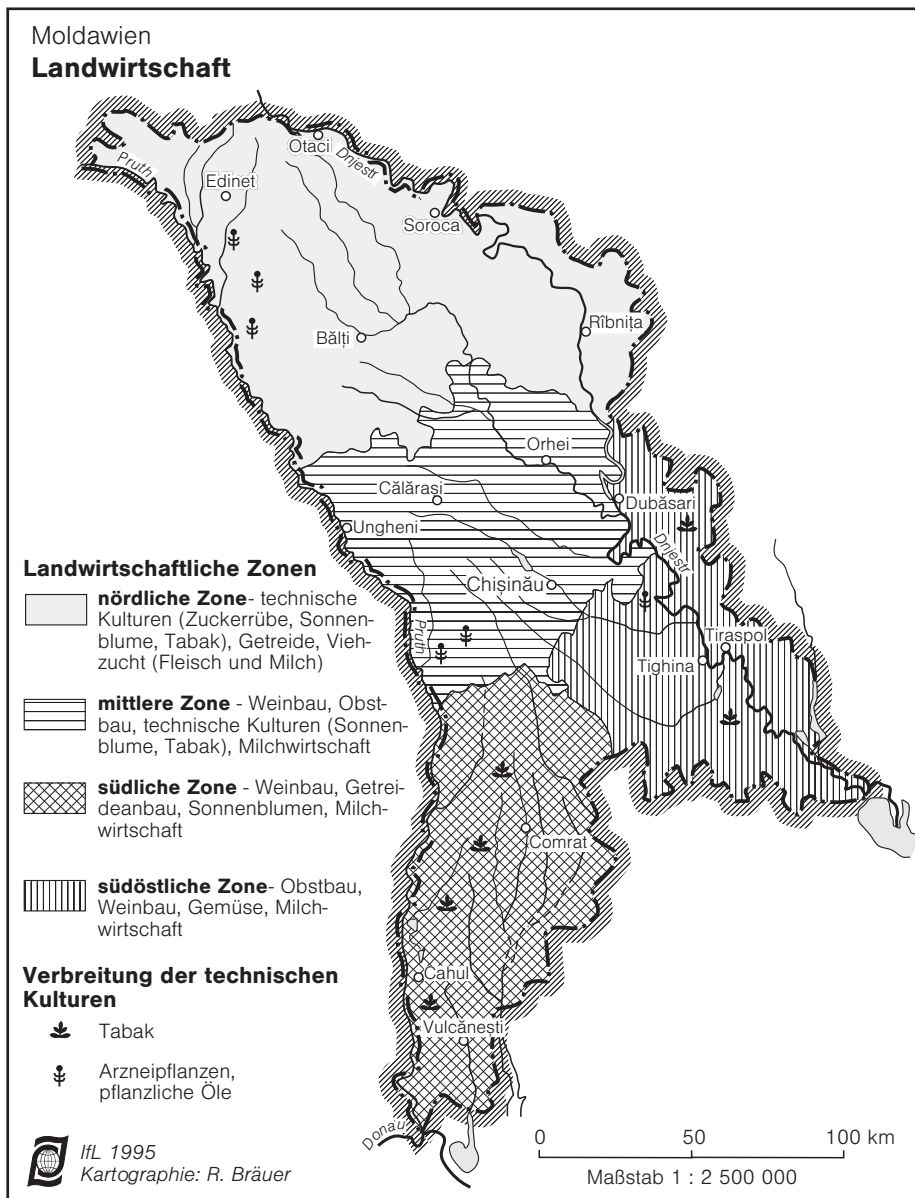 Moldawien
Landwirtschaft
Otaci
Dnjestr
Pruth
Edinet
Soroca
Rîbnița
Bălți
Orhei
Călărași
Dubăsari
Ungheni
Dnjestr
Chișinău
Pruth
Tiraspol
Tighina
Comrat
Cahul
Vulcănești
Donau
Landwirtschaftliche Zonen
nördliche Zone- technische
Kulturen (Zuckerrübe, Sonnen-
blume, Tabak), Getreide, Vieh-
zucht (Fleisch und Milch)
mittlere Zone - Weinbau, Obst-
bau, technische Kulturen (Sonnen-
blume, Tabak), Milchwirtschaft
südliche Zone - Weinbau, Getrei-
deanbau, Sonnenblumen, Milch-
wirtschaft
südöstliche Zone- Obstbau,
Weinbau, Gemüse, Milch-
wirtschaft
Verbreitung der technischen
Kulturen
Tabak
Arzneipflanzen,
pflanzliche Öle
IfL 1995
Kartographie: R. Bräuer
0 50 100 km
Maßstab 1 : 2 500 000